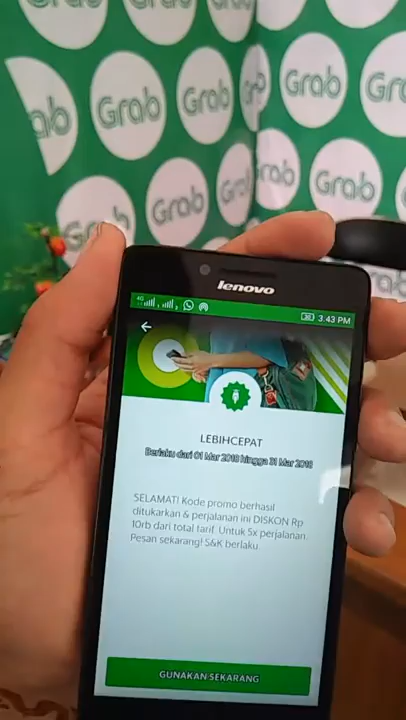 Grab
Grab
Grab
Grab
Grab
Grab
lenovo
4G
3:43 PM
LEBIHCEPAT
Berlaku dari 01 Mar 2018 hingga 31 Mar 2018
SELAMAT! Kode promo berhasil
ditukarkan & perjalanan ini DISKON Rp
10rb dari total tarif. Untuk 5x perjalanan.
Pesan sekarang! S&K berlaku.
GUNAKAN SEKARANG